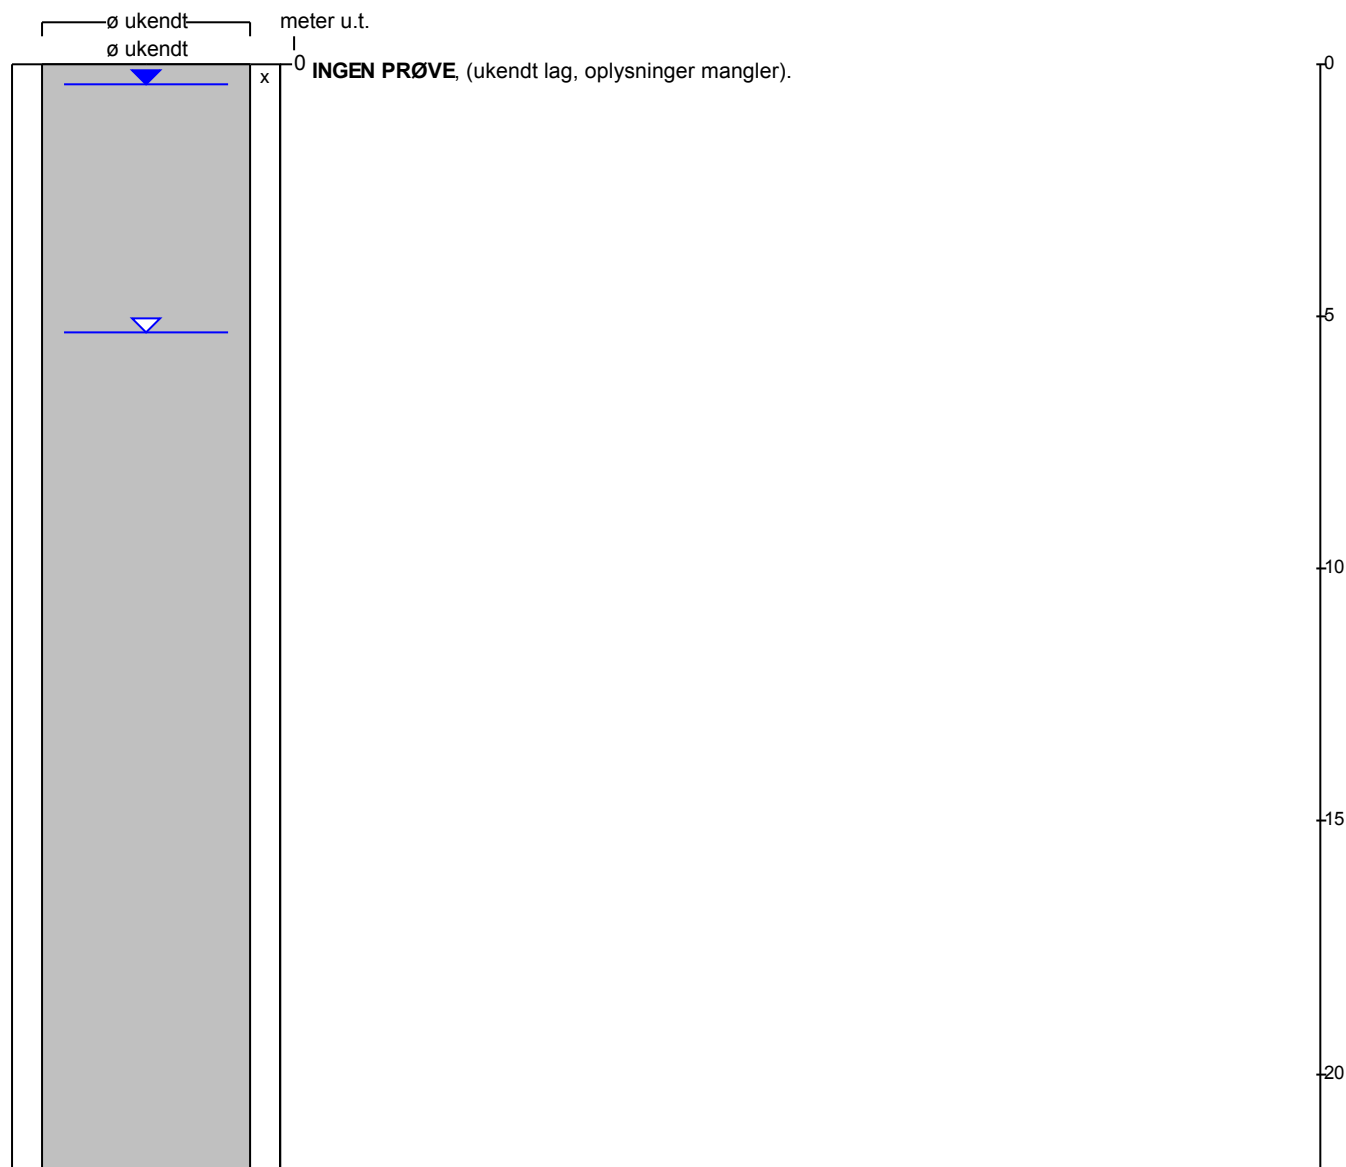 ø ukendt meter u.t.
ø ukendt
x 0 INGEN PRØVE, (ukendt lag, oplysninger mangler). 0
5
10
15
20